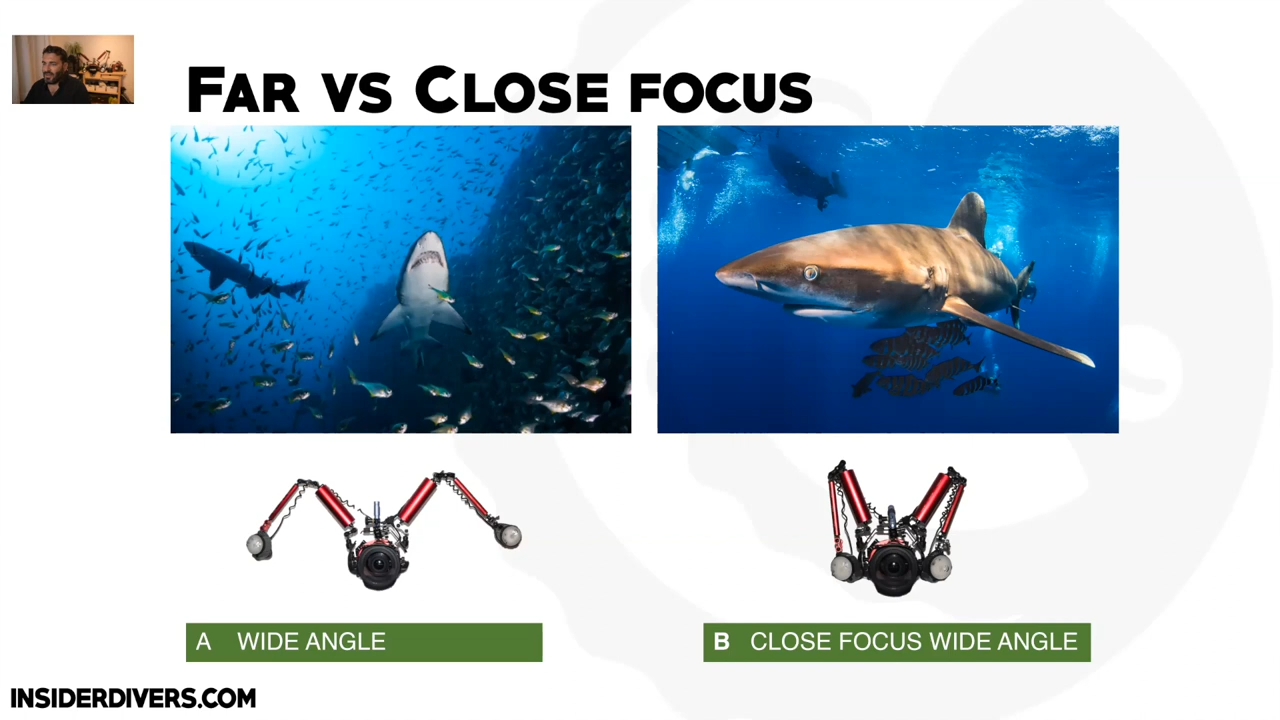 FAR VS CLOSE FOCUS
A WIDE ANGLE
B CLOSE FOCUS WIDE ANGLE
INSIDERDIVERS.COM